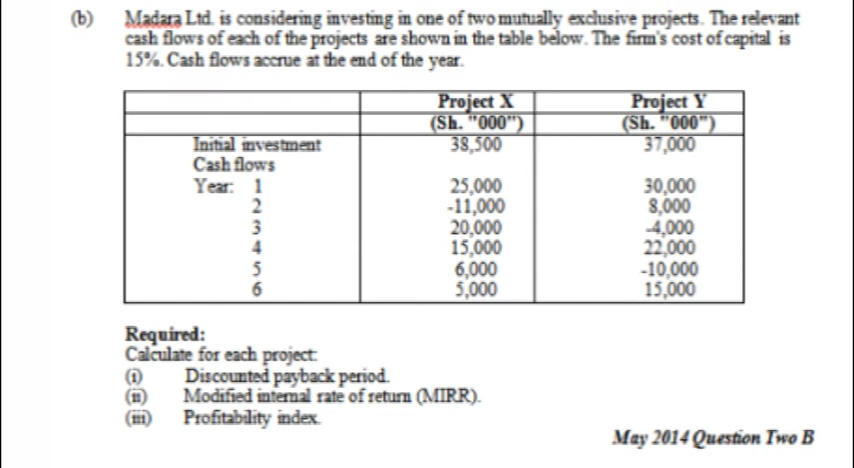 (b) Madara Ltd. is considering investing in one of two mutually exclusive projects. The relevant
cash flows of each of the projects are shown in the table below. The firm's cost of capital is
15%. Cash flows accrue at the end of the year.
Project X Project Y
(Sh. "000") (Sh. "000")
Initial investment 38,500 37,000
Cash flows
Year: 1 25,000 30,000
2 -11,000 8,000
3 20,000 -4,000
4 15,000 22,000
5 6,000 -10,000
6 5,000 15,000
Required:
Calculate for each project:
(i) Discounted payback period.
(ii) Modified internal rate of return (MIRR).
(iii) Profitability index.
May 2014 Question Two B